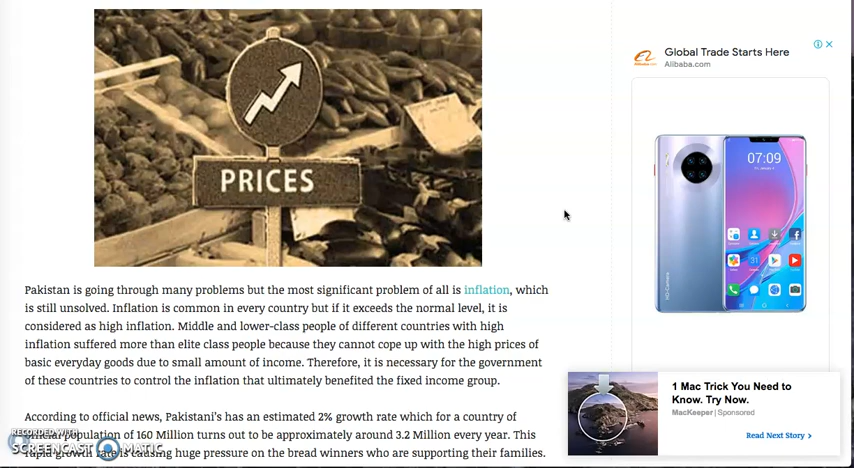 PRICES
Pakistan is going through many problems but the most significant problem of all is inflation, which
is still unsolved. Inflation is common in every country but if it exceeds the normal level, it is
considered as high inflation. Middle and lower-class people of different countries with high
inflation suffered more than elite class people because they cannot cope up with the high prices of
basic everyday goods due to small amount of income. Therefore, it is necessary for the government
of these countries to control the inflation that ultimately benefited the fixed income group.
According to official news, Pakistani's has an estimated 2% growth rate which for a country of
official population of 160 Million turns out to be approximately around 3.2 Million every year. This
rapid growth rate is causing huge pressure on the bread winners who are supporting their families.
RECORDED WITH
SCREENCAST MATIC
Global Trade Starts Here
Alibaba.com
07:09
1 Mac Trick You Need to
Know. Try Now.
MacKeeper | Sponsored
Read Next Story